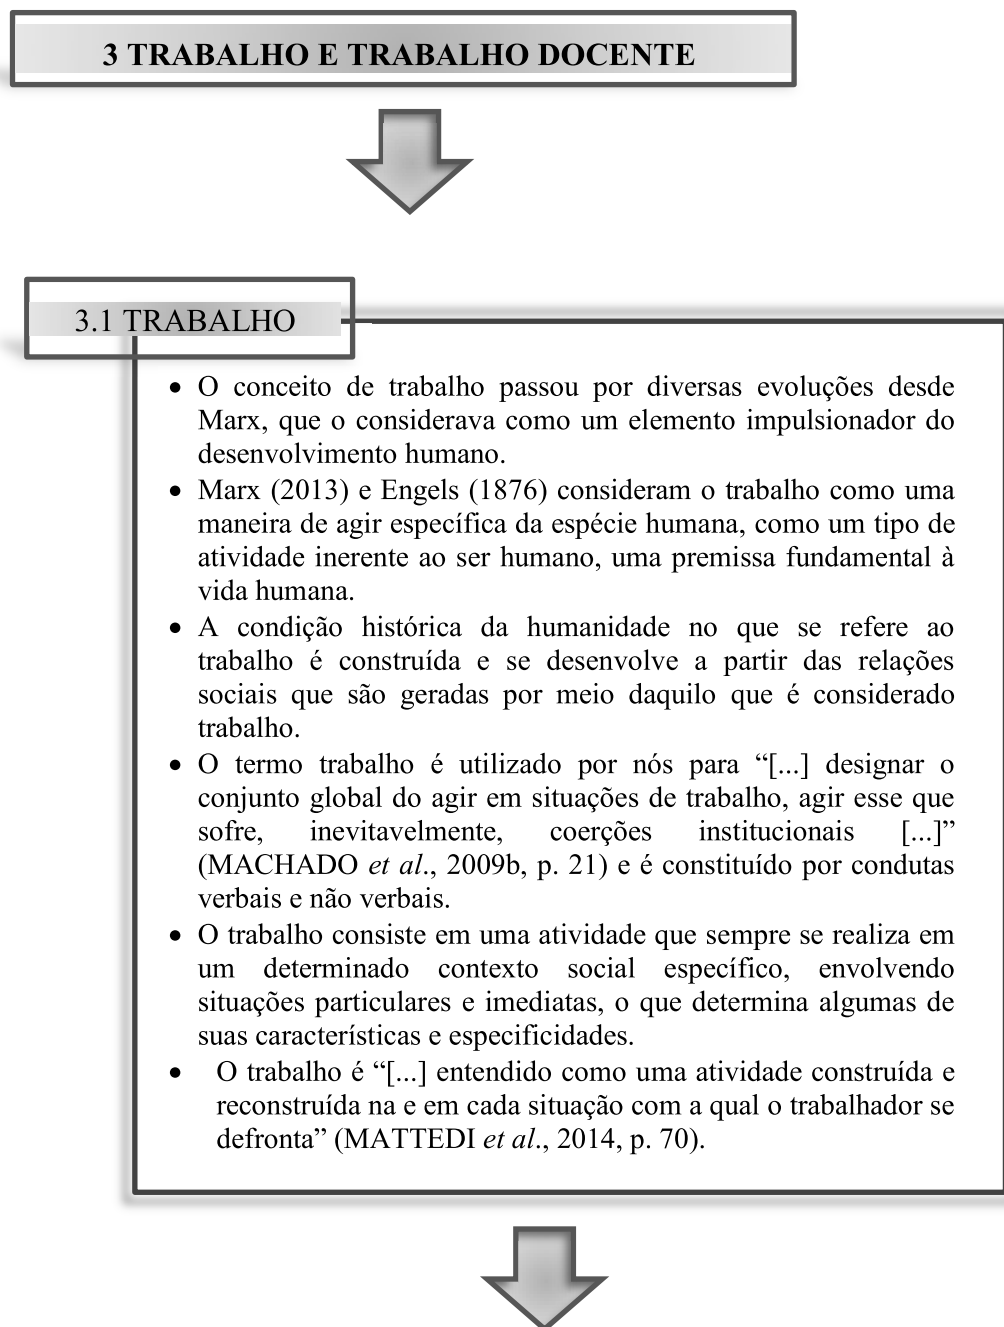 3 TRABALHO E TRABALHO DOCENTE
3.1 TRABALHO
• O conceito de trabalho passou por diversas evoluções desde
Marx, que o considerava como um elemento impulsionador do
desenvolvimento humano.
• Marx (2013) e Engels (1876) consideram o trabalho como uma
maneira de agir específica da espécie humana, como um tipo de
atividade inerente ao ser humano, uma premissa fundamental à
vida humana.
• A condição histórica da humanidade no que se refere ao
trabalho é construída e se desenvolve a partir das relações
sociais que são geradas por meio daquilo que é considerado
trabalho.
• O termo trabalho é utilizado por nós para “[...] designar o
conjunto global do agir em situações de trabalho, agir esse que
sofre, inevitavelmente, coerções institucionais [...]”
(MACHADO et al., 2009b, p. 21) e é constituído por condutas
verbais e não verbais.
• O trabalho consiste em uma atividade que sempre se realiza em
um determinado contexto social específico, envolvendo
situações particulares e imediatas, o que determina algumas de
suas características e especificidades.
• O trabalho é “[...] entendido como uma atividade construída e
reconstruída na e em cada situação com a qual o trabalhador se
defronta” (MATTEDI et al., 2014, p. 70).